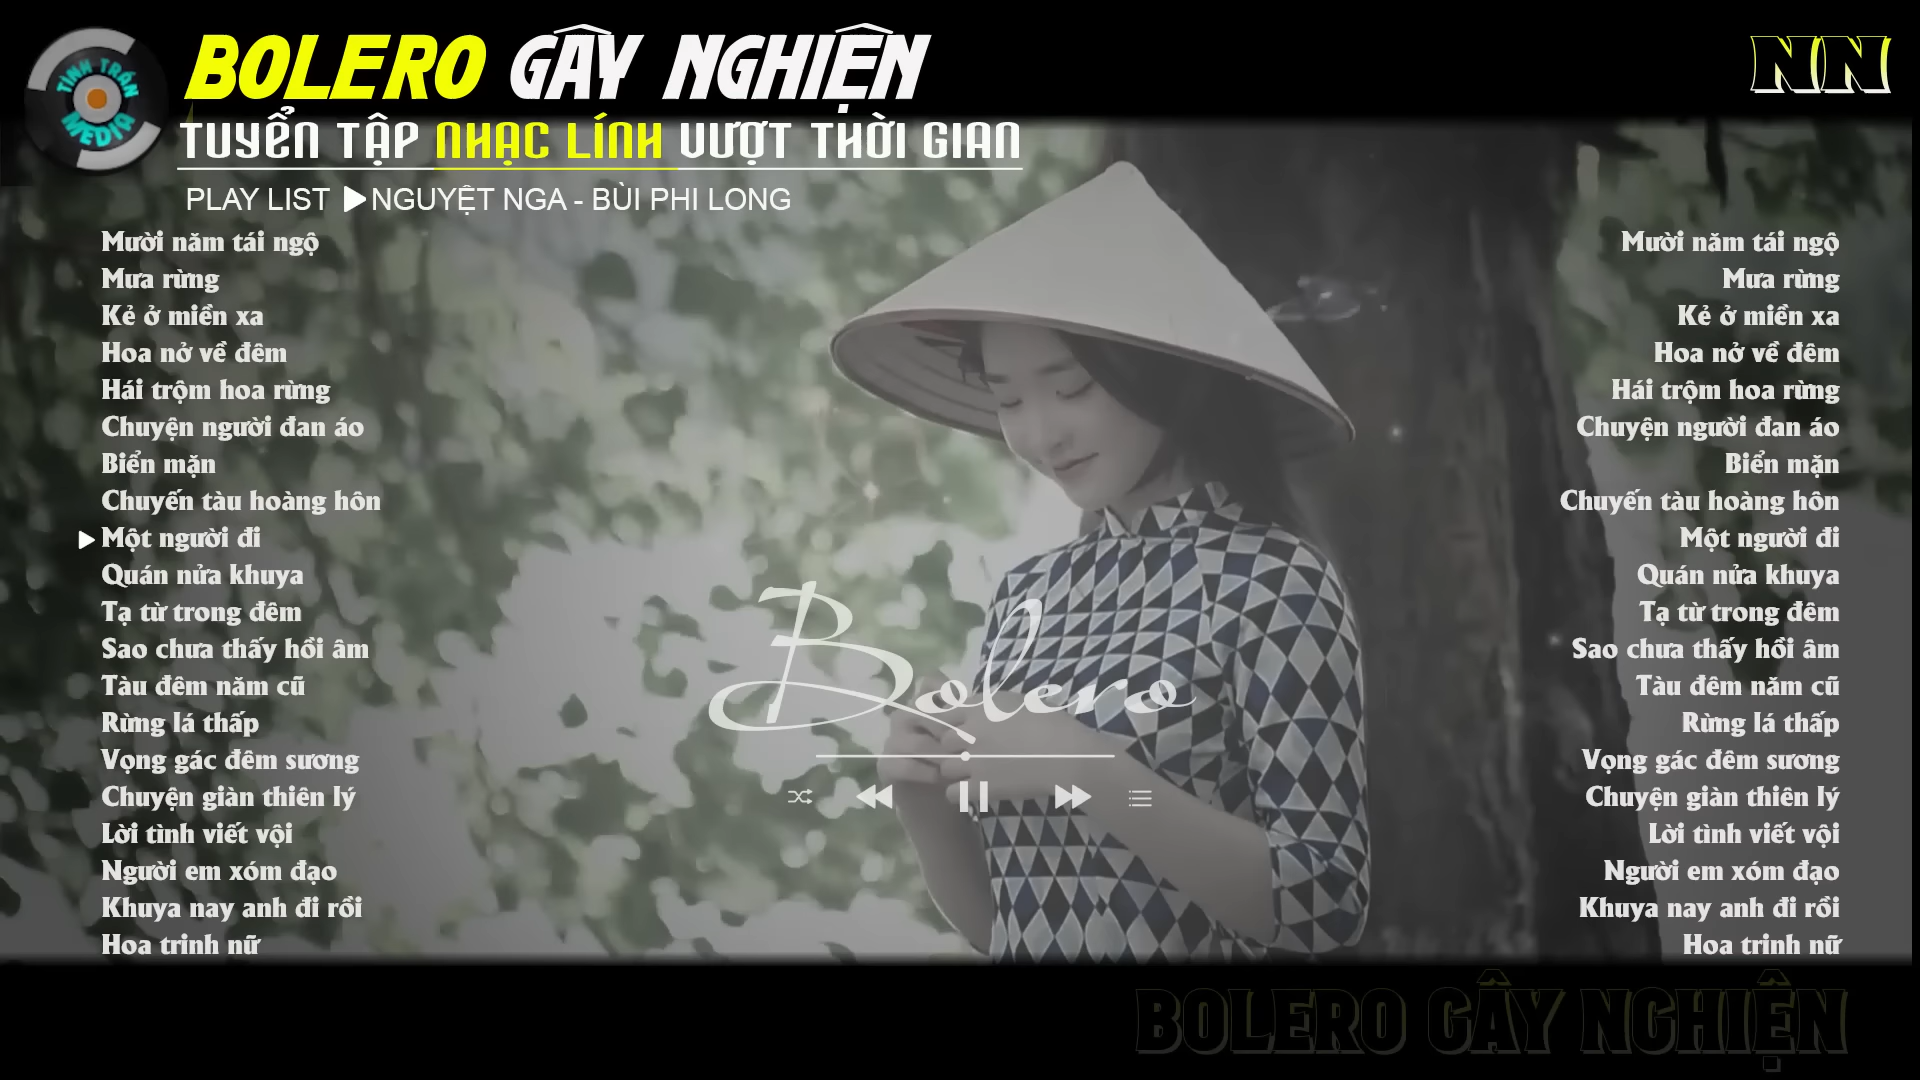 TÌNH TRẦN
MEDIA
BOLERO GÂY NGHIỆN
NN
TUYỂN TẬP NHẠC LÍNH VƯỢT THỜI GIAN
PLAY LIST ▶NGUYỆT NGA - BÙI PHI LONG
Mười năm tái ngộ
Mưa rừng
Kẻ ở miền xa
Hoa nở về đêm
Hái trộm hoa rừng
Chuyện người đan áo
Biển mặn
Chuyến tàu hoàng hôn
Một người đi
Quán nửa khuya
Tạ từ trong đêm
Sao chưa thấy hồi âm
Tàu đêm năm cũ
Rừng lá thấp
Vọng gác đêm sương
Chuyện giàn thiên lý
Lời tình viết vội
Người em xóm đạo
Khuya nay anh đi rồi
Hoa trinh nữ
Bolero
Mười năm tái ngộ
Mưa rừng
Kẻ ở miền xa
Hoa nở về đêm
Hái trộm hoa rừng
Chuyện người đan áo
Biển mặn
Chuyến tàu hoàng hôn
Một người đi
Quán nửa khuya
Tạ từ trong đêm
Sao chưa thấy hồi âm
Tàu đêm năm cũ
Rừng lá thấp
Vọng gác đêm sương
Chuyện giàn thiên lý
Lời tình viết vội
Người em xóm đạo
Khuya nay anh đi rồi
Hoa trinh nữ
BOLERO GÂY NGHIỆN